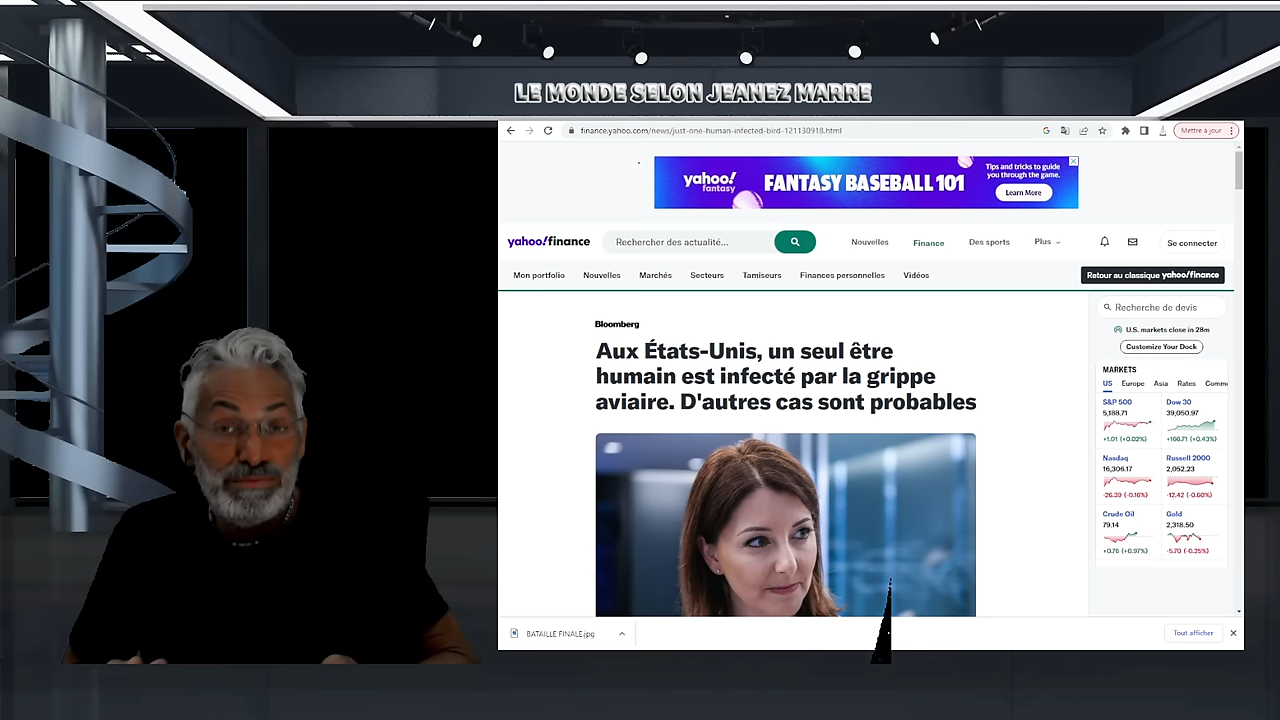 LE MONDE SELON JEANEZ MARRE
finance.yahoo.com/news/just-one-human-infected-bird-121130918.html
Mettre à jour
yahoo!
fantasy
FANTASY BASEBALL 101
Tips and tricks to guide
you through the game.
Learn More
yahoo!finance
Rechercher des actualité...
Nouvelles
Finance
Des sports
Plus
Se connecter
Mon portfolio
Nouvelles
Marchés
Secteurs
Tamiseurs
Finances personnelles
Vidéos
Retour au classique yahoo!finance
Bloomberg
Aux États-Unis, un seul être
humain est infecté par la grippe
aviaire. D'autres cas sont probables
Recherche de devis
U.S. markets close in 28m
Customize Your Dock
MARKETS
US Europe Asia Rates Comm
S&P 500
5,188.71
+1.01 (+0.02%)
Dow 30
39,050.97
+166.71 (+0.43%)
Nasdaq
16,306.17
-26.39 (-0.16%)
Russell 2000
2,052.23
-12.42 (-0.60%)
Crude Oil
79.14
+0.76 (+0.97%)
Gold
2,318.50
-5.70 (-0.25%)
BATAILLE FINALE.jpg
Tout afficher